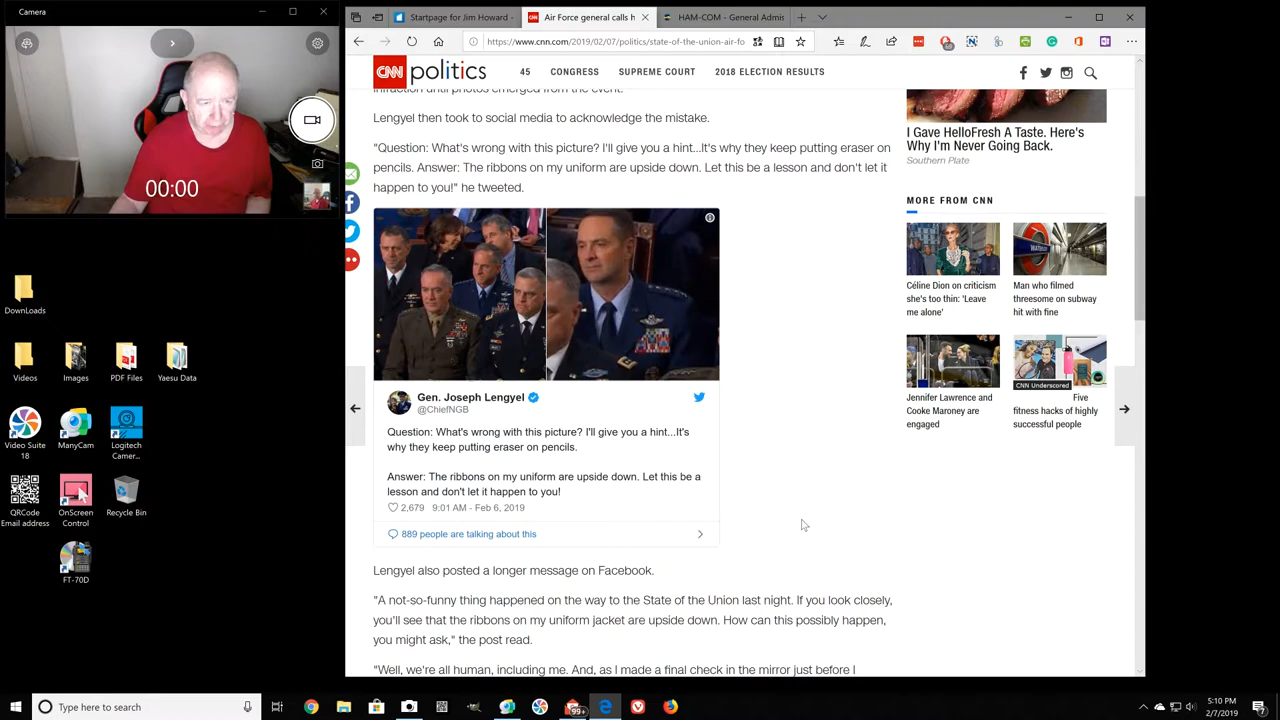 Camera
00:00
DownLoads
Videos
Images
PDF Files
Yaesu Data
Video Suite
18
ManyCam
Logitech
Camer...
QRCode
Email address
OnScreen
Control
Recycle Bin
FT-70D
Startpage for Jim Howard -
CNN
Air Force general calls h
HAM-COM - General Admis
https://www.cnn.com/2019/02/07/politics/state-of-the-union-air-fo
CNN politics
45
CONGRESS
SUPREME COURT
2018 ELECTION RESULTS
infraction until photos emerged from the event.
Lengyel then took to social media to acknowledge the mistake.
"Question: What's wrong with this picture? I'll give you a hint...It's why they keep putting eraser on
pencils. Answer: The ribbons on my uniform are upside down. Let this be a lesson and don't let it
happen to you!" he tweeted.
Gen. Joseph Lengyel
@ChiefNGB
Question: What's wrong with this picture? I'll give you a hint...It's
why they keep putting eraser on pencils.
Answer: The ribbons on my uniform are upside down. Let this be a
lesson and don't let it happen to you!
2,679 9:01 AM - Feb 6, 2019
889 people are talking about this
Lengyel also posted a longer message on Facebook.
"A not-so-funny thing happened on the way to the State of the Union last night. If you look closely,
you'll see that the ribbons on my uniform jacket are upside down. How can this possibly happen,
you might ask," the post read.
"Well, we're all human, including me. And, as I made a final check in the mirror just before I
I Gave HelloFresh A Taste. Here's
Why I'm Never Going Back.
Southern Plate
MORE FROM CNN
Céline Dion on criticism
she's too thin: 'Leave
me alone'
Man who filmed
threesome on subway
hit with fine
Jennifer Lawrence and
Cooke Maroney are
engaged
CNN Underscored
Five
fitness hacks of highly
successful people
Type here to search
99+
5:10 PM
2/7/2019